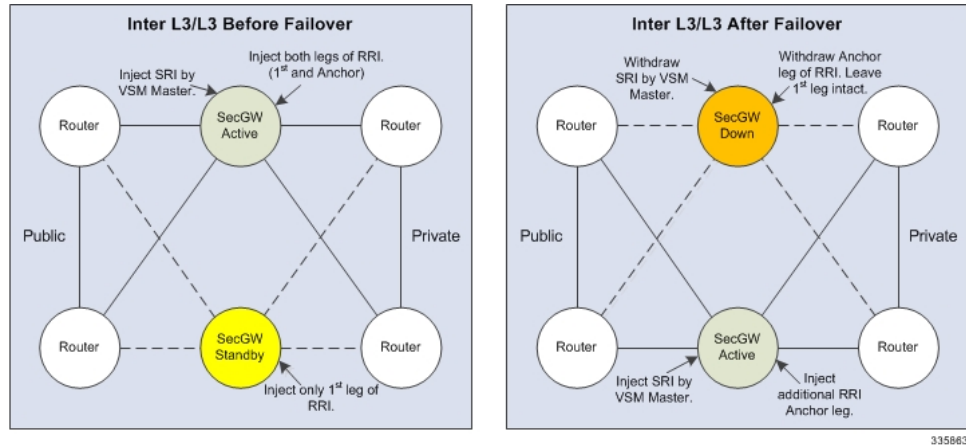 Inter L3/L3 Before Failover
Inject SRI by
VSM Master.
Inject both legs of RRI.
(1st and Anchor)
Router
SecGW
Active
Router
Public
Private
Router
SecGW
Standby
Router
Inject only 1st leg of
RRI.
Inter L3/L3 After Failover
Withdraw
SRI by VSM
Master.
Withdraw Anchor
leg of RRI. Leave
1st leg intact.
Router
SecGW
Down
Router
Public
Private
Router
SecGW
Active
Router
Inject SRI by
VSM Master.
Inject
additional RRI
Anchor leg.
335863